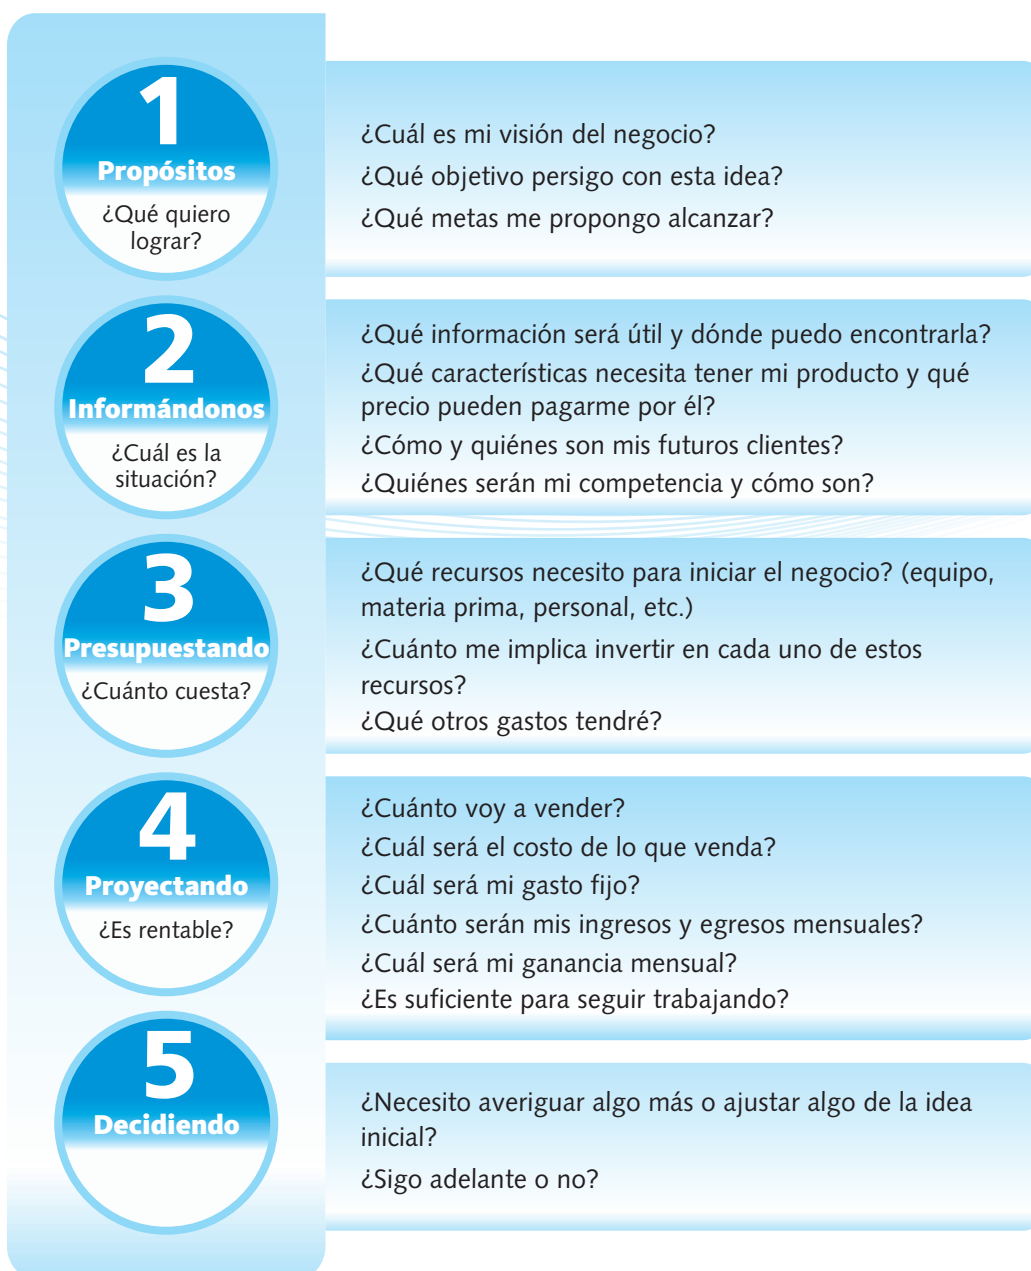 1
Propósitos
¿Qué quiero
lograr?
¿Cuál es mi visión del negocio?
¿Qué objetivo persigo con esta idea?
¿Qué metas me propongo alcanzar?
2
Informándonos
¿Cuál es la
situación?
¿Qué información será útil y dónde puedo encontrarla?
¿Qué características necesita tener mi producto y qué
precio pueden pagarme por él?
¿Cómo y quiénes son mis futuros clientes?
¿Quiénes serán mi competencia y cómo son?
3
Presupuestando
¿Cuánto cuesta?
¿Qué recursos necesito para iniciar el negocio? (equipo,
materia prima, personal, etc.)
¿Cuánto me implica invertir en cada uno de estos
recursos?
¿Qué otros gastos tendré?
4
Proyectando
¿Es rentable?
¿Cuánto voy a vender?
¿Cuál será el costo de lo que venda?
¿Cuál será mi gasto fijo?
¿Cuánto serán mis ingresos y egresos mensuales?
¿Cuál será mi ganancia mensual?
¿Es suficiente para seguir trabajando?
5
Decidiendo
¿Necesito averiguar algo más o ajustar algo de la idea
inicial?
¿Sigo adelante o no?